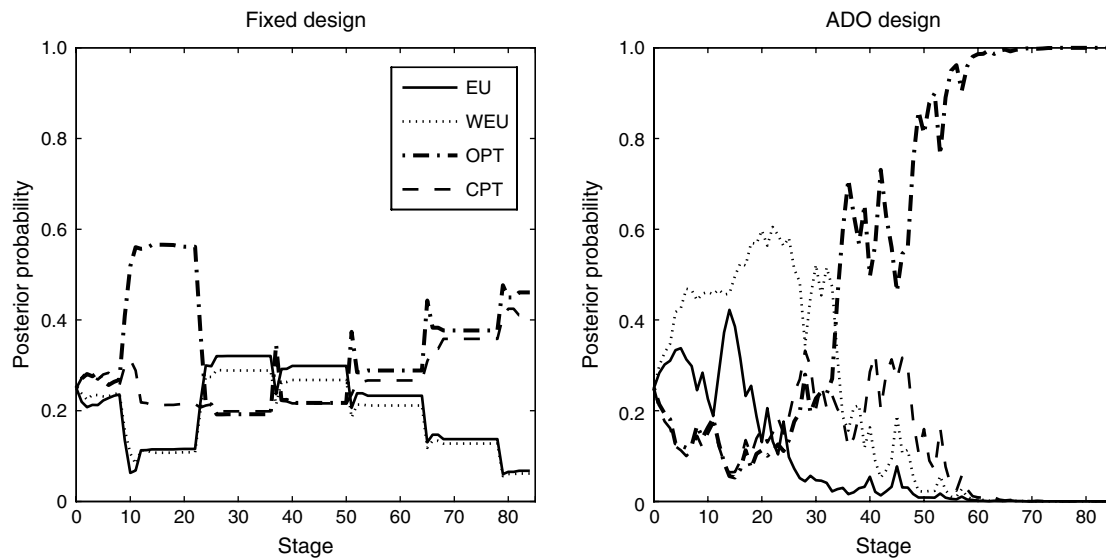 Fixed design
1.0
0.8
0.6
0.4
0.2
0
Posterior probability
EU
WEU
OPT
CPT
0 10 20 30 40 50 60 70 80
Stage
ADO design
1.0
0.8
0.6
0.4
0.2
0
Posterior probability
0 10 20 30 40 50 60 70 80
Stage